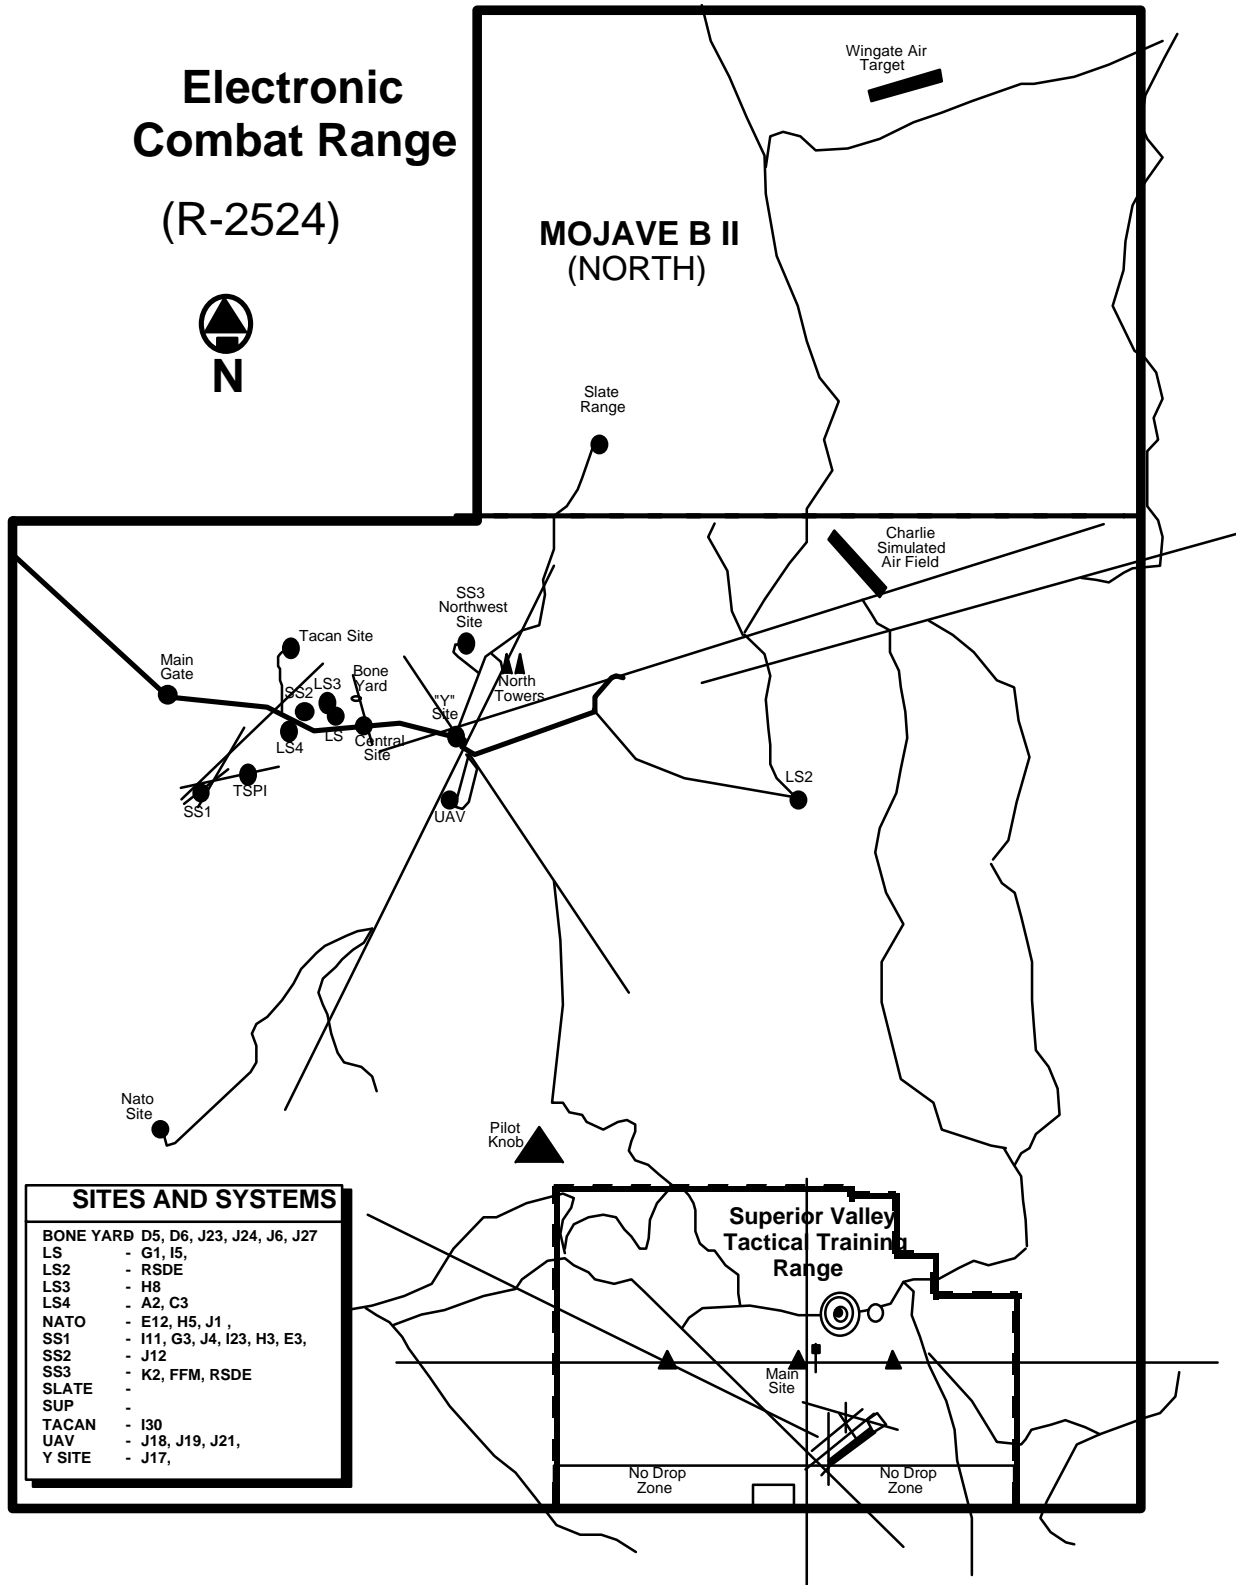 Electronic
Combat Range
(R-2524)
N
Wingate Air
Target
MOJAVE B II
(NORTH)
Slate
Range
Charlie
Simulated
Air Field
SS3
Northwest
Site
Tacan Site
Main
Gate
Bone
Yard
LS3
SS2
North
Towers
"Y"
Site
LS
LS4
Central
Site
TSPI
SS1
UAV
LS2
Nato
Site
Pilot
Knob
SITES AND SYSTEMS
BONE YARD - D5, D6, J23, J24, J6, J27
LS - G1, I5,
LS2 - RSDE
LS3 - H8
LS4 - A2, C3
NATO - E12, H5, J1 ,
SS1 - I11, G3, J4, I23, H3, E3,
SS2 - J12
SS3 - K2, FFM, RSDE
SLATE -
SUP -
TACAN - I30
UAV - J18, J19, J21,
Y SITE - J17,
Superior Valley
Tactical Training
Range
Main
Site
No Drop
Zone
No Drop
Zone